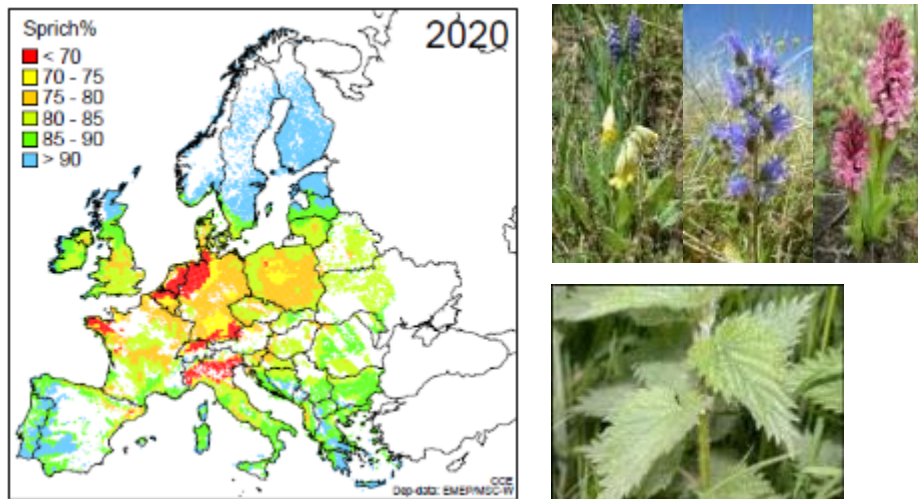 Sprich%
2020
< 70
70 - 75
75 - 80
80 - 85
85 - 90
> 90
CCE
Dep-data: EMEP/MSC-W